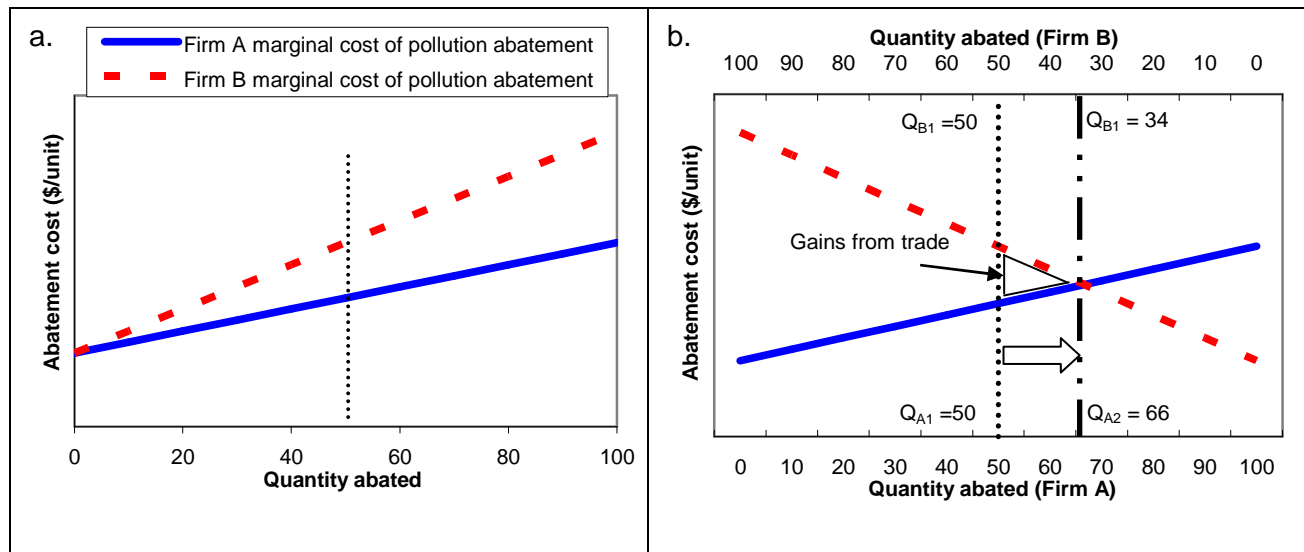 a.
Firm A marginal cost of pollution abatement
Firm B marginal cost of pollution abatement
Abatement cost ($/unit)
0 20 40 60 80 100
Quantity abated
b.
Quantity abated (Firm B)
100 90 80 70 60 50 40 30 20 10 0
Abatement cost ($/unit)
QB1 =50
QB1 = 34
Gains from trade
QA1 =50
QA2 = 66
0 10 20 30 40 50 60 70 80 90 100
Quantity abated (Firm A)